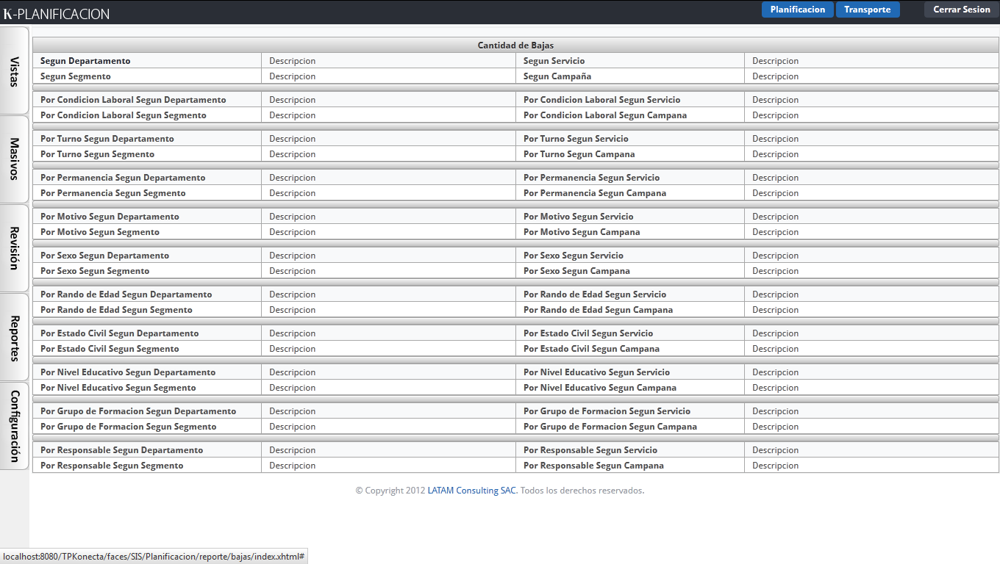 K-PLANIFICACION Planificacion Transporte Cerrar Sesion
Vistas
Masivos
Revisión
Reportes
Configuración
Cantidad de Bajas
Segun Departamento Descripcion Segun Servicio Descripcion
Segun Segmento Descripcion Segun Campaña Descripcion
Por Condicion Laboral Segun Departamento Descripcion Por Condicion Laboral Segun Servicio Descripcion
Por Condicion Laboral Segun Segmento Descripcion Por Condicion Laboral Segun Campana Descripcion
Por Turno Segun Departamento Descripcion Por Turno Segun Servicio Descripcion
Por Turno Segun Segmento Descripcion Por Turno Segun Campana Descripcion
Por Permanencia Segun Departamento Descripcion Por Permanencia Segun Servicio Descripcion
Por Permanencia Segun Segmento Descripcion Por Permanencia Segun Campana Descripcion
Por Motivo Segun Departamento Descripcion Por Motivo Segun Servicio Descripcion
Por Motivo Segun Segmento Descripcion Por Motivo Segun Campana Descripcion
Por Sexo Segun Departamento Descripcion Por Sexo Segun Servicio Descripcion
Por Sexo Segun Segmento Descripcion Por Sexo Segun Campana Descripcion
Por Rando de Edad Segun Departamento Descripcion Por Rando de Edad Segun Servicio Descripcion
Por Rando de Edad Segun Segmento Descripcion Por Rando de Edad Segun Campana Descripcion
Por Estado Civil Segun Departamento Descripcion Por Estado Civil Segun Servicio Descripcion
Por Estado Civil Segun Segmento Descripcion Por Estado Civil Segun Campana Descripcion
Por Nivel Educativo Segun Departamento Descripcion Por Nivel Educativo Segun Servicio Descripcion
Por Nivel Educativo Segun Segmento Descripcion Por Nivel Educativo Segun Campana Descripcion
Por Grupo de Formacion Segun Departamento Descripcion Por Grupo de Formacion Segun Servicio Descripcion
Por Grupo de Formacion Segun Segmento Descripcion Por Grupo de Formacion Segun Campana Descripcion
Por Responsable Segun Departamento Descripcion Por Responsable Segun Servicio Descripcion
Por Responsable Segun Segmento Descripcion Por Responsable Segun Campana Descripcion
© Copyright 2012 LATAM Consulting SAC. Todos los derechos reservados.
localhost:8080/TPKonecta/faces/SIS/Planificacion/reporte/bajas/index.xhtml#